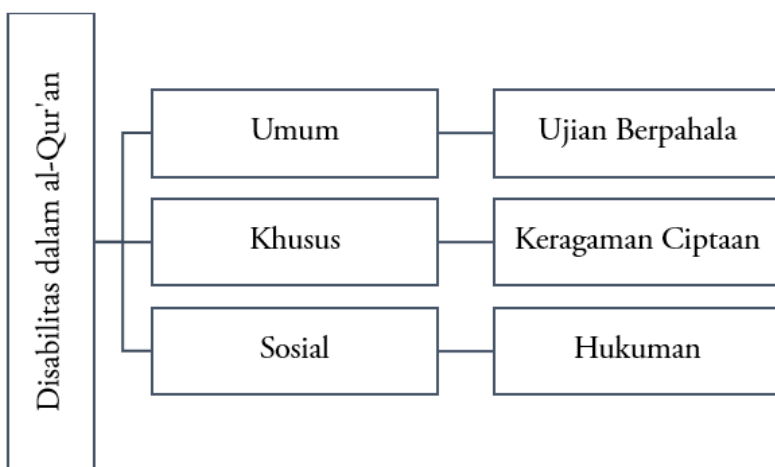 Disabilitas dalam al-Qur'an
Umum
Ujian Berpahala
Khusus
Keragaman Ciptaan
Sosial
Hukuman